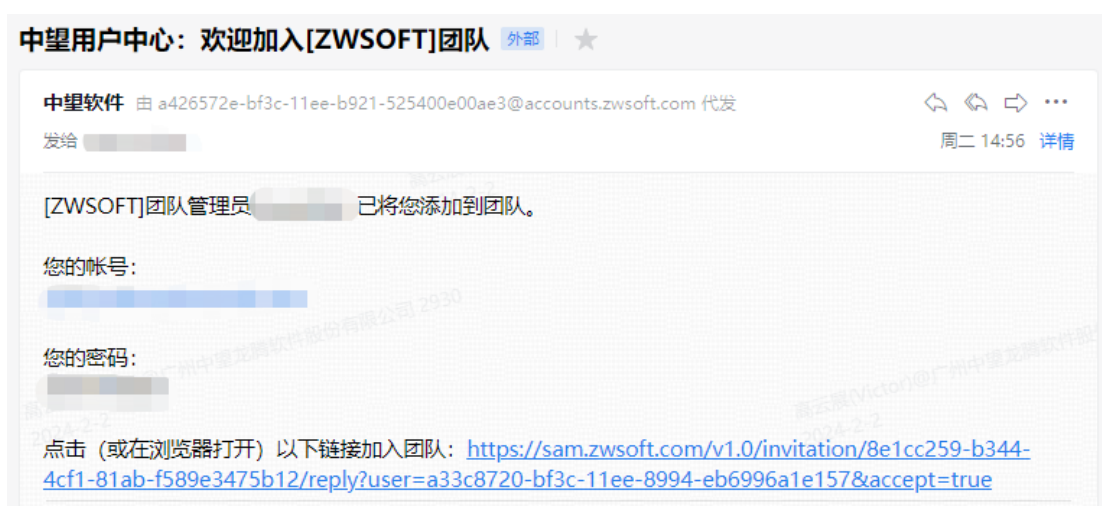 中望用户中心：欢迎加入[ZWSOFT]团队 外部
中望软件 由 a426572e-bf3c-11ee-b921-525400e00ae3@accounts.zwsoft.com 代发
发给
周二 14:56 详情
[ZWSOFT]团队管理员 已将您添加到团队。
您的帐号：
您的密码：
点击（或在浏览器打开）以下链接加入团队：https://sam.zwsoft.com/v1.0/invitation/8e1cc259-b344-
4cf1-81ab-f589e3475b12/reply?user=a33c8720-bf3c-11ee-8994-eb6996a1e157&accept=true